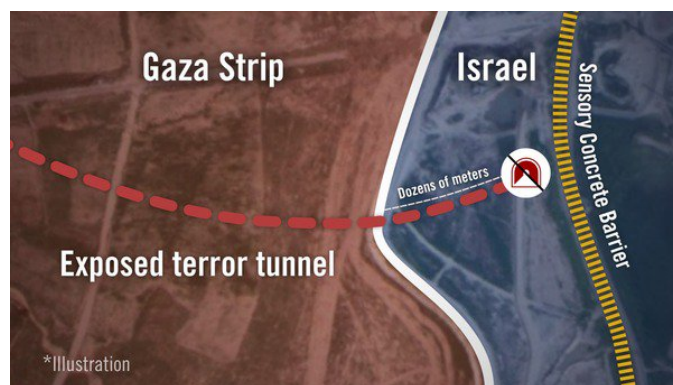 Gaza Strip
Israel
Sensory Concrete Barrier
Dozens of meters
Exposed terror tunnel
*Illustration